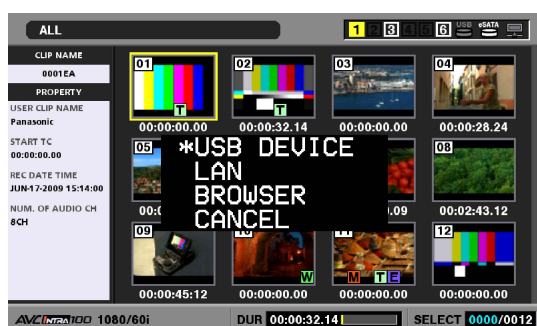 ALL
1 2 3 4 5 6 USB eSATA
CLIP NAME
0001EA
PROPERTY
USER CLIP NAME
Panasonic
START TC
00:00:00.00
REC DATE TIME
JUN-17-2009 15:14:00
NUM. OF AUDIO CH
8CH
01 02 03 04
T T
00:00:00.00 00:00:32.14 00:00:00.00 00:00:28.24
05 08
*USB DEVICE
LAN
BROWSER
CANCEL
.09 00:02:43.12
09 10 11 12
W M T E
00:00:45:12 00:00:00.00 00:00:00.00 00:00:00.00
AVC INTRA 100 1080/60i DUR 00:00:32.14 SELECT 0000/0012